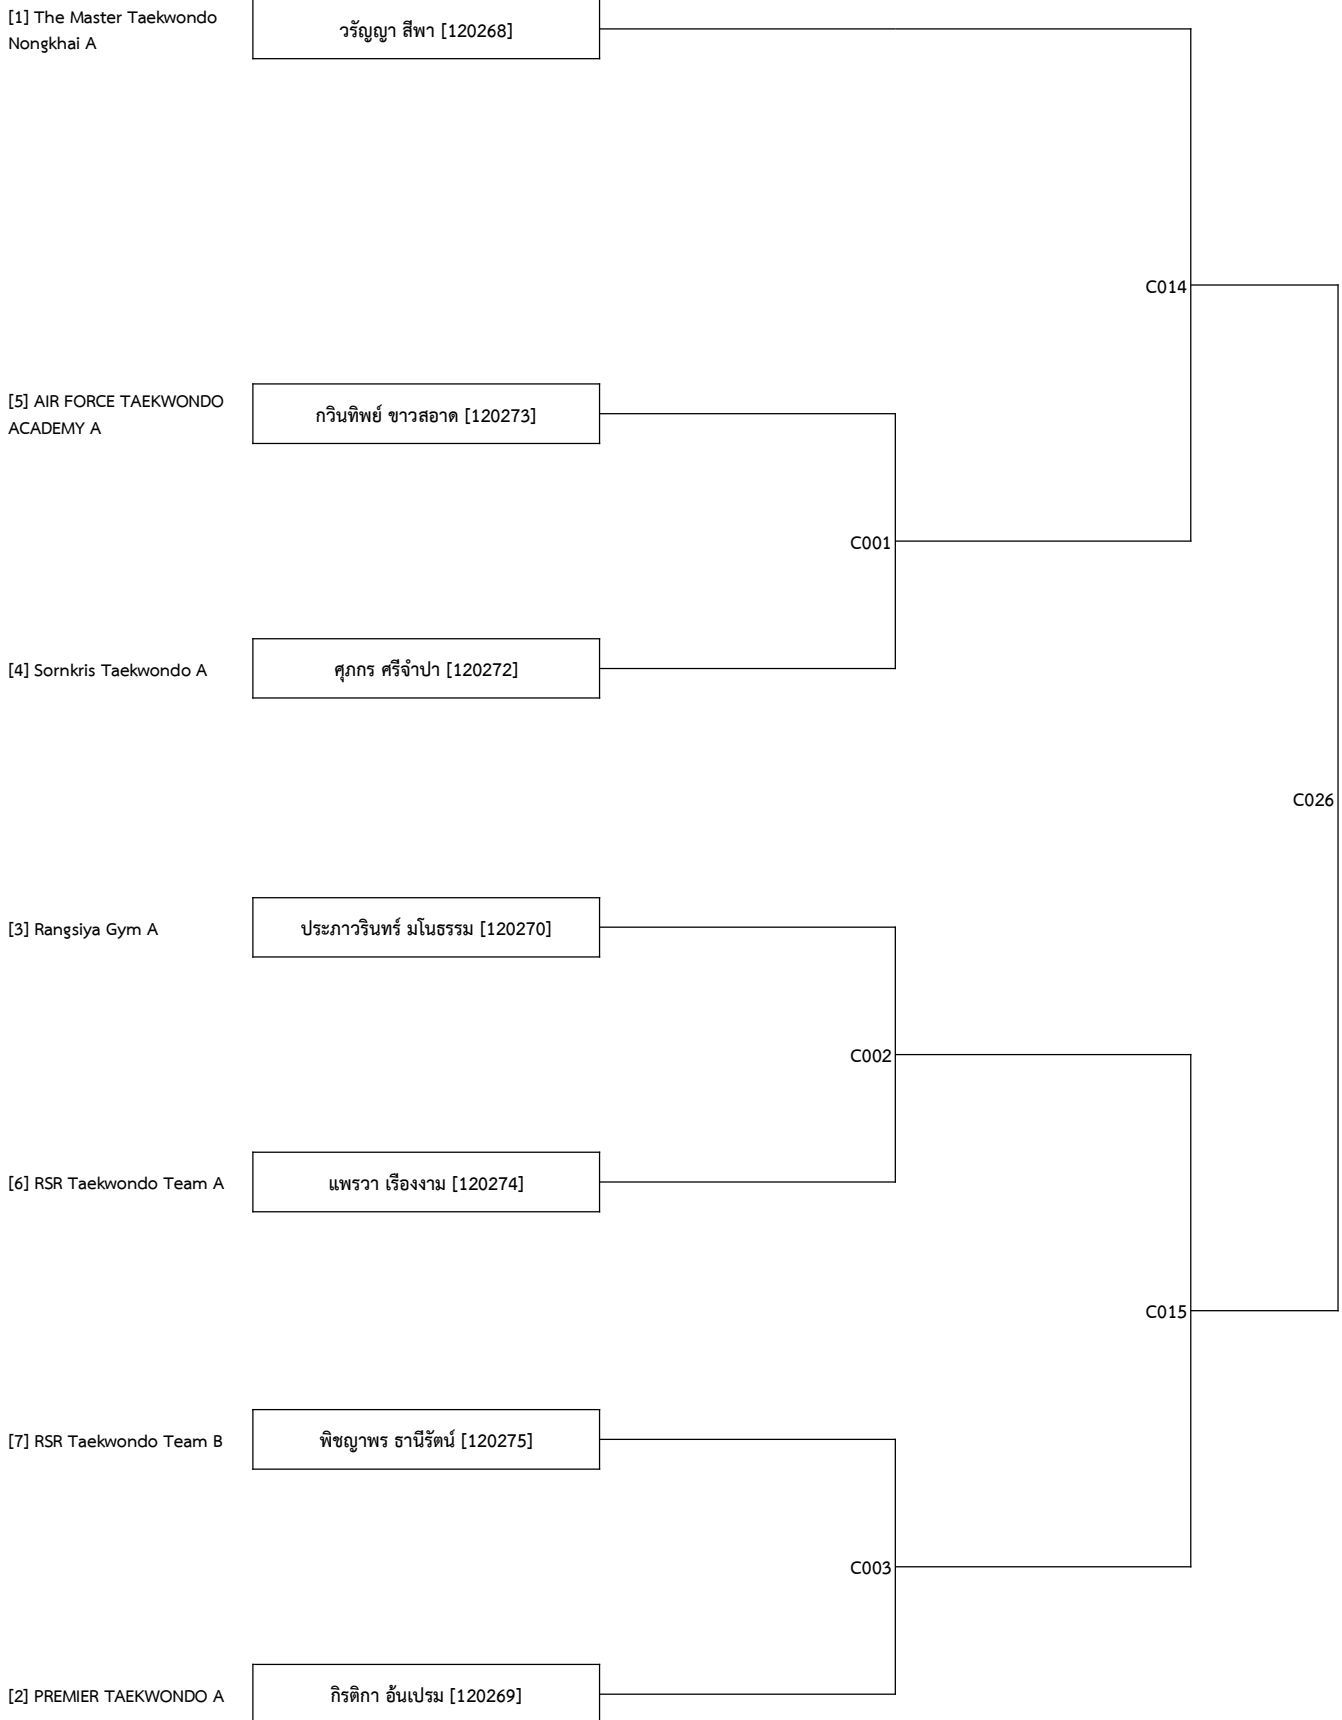 [1] The Master Taekwondo
Nongkhai A
วรัญญา สีพา [120268]
C014
[5] AIR FORCE TAEKWONDO
ACADEMY A
กวินทิพย์ ขาวสอาด [120273]
C001
[4] Sornkris Taekwondo A
ศุภกร ศรีจำปา [120272]
C026
[3] Rangsiya Gym A
ประภาวรินทร์ มโนธรรม [120270]
C002
[6] RSR Taekwondo Team A
แพรวา เรืองงาม [120274]
C015
[7] RSR Taekwondo Team B
พิชญาพร ธานีรัตน์ [120275]
C003
[2] PREMIER TAEKWONDO A
กิรติกา อ้นเปรม [120269]